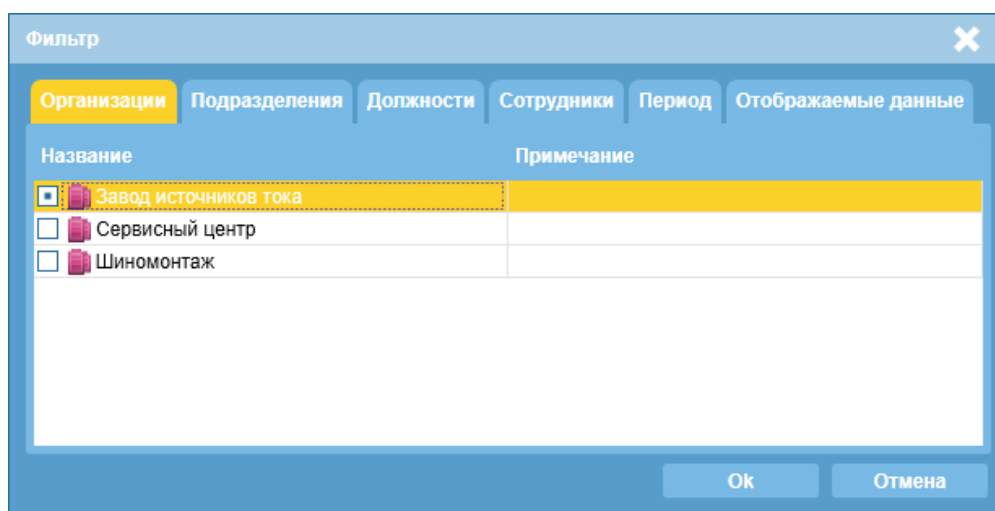 Фильтр
Организации Подразделения Должности Сотрудники Период Отображаемые данные
Название Примечание
Завод источников тока
Сервисный центр
Шиномонтаж
Ok Отмена